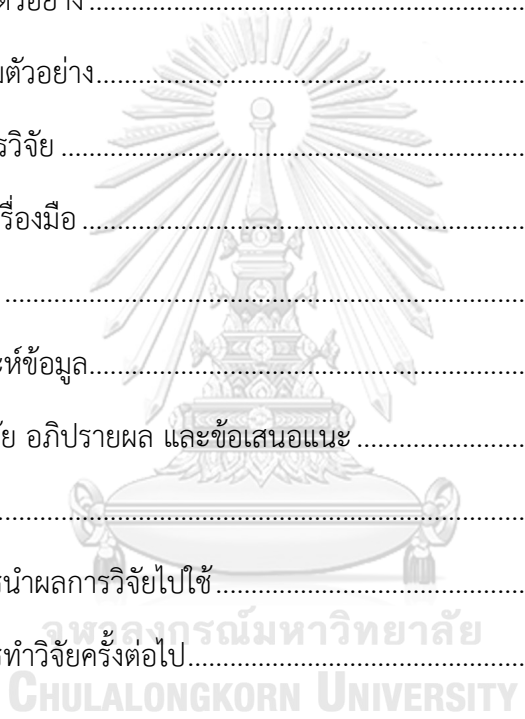 ตัวอย่าง................................................................
มตัวอย่าง...............................................................
รวิจัย ....................................................................
รื่องมือ .................................................................
.............................................................................
ะห์ข้อมูล................................................................
ัย อภิปรายผล และข้อเสนอแนะ .........................
.............................................................................
รนำผลการวิจัยไปใช้ ............................................
จุฬาลงกรณ์มหาวิทยาลัย
รทำวิจัยครั้งต่อไป.................................................
CHULALONGKORN UNIVERSITY